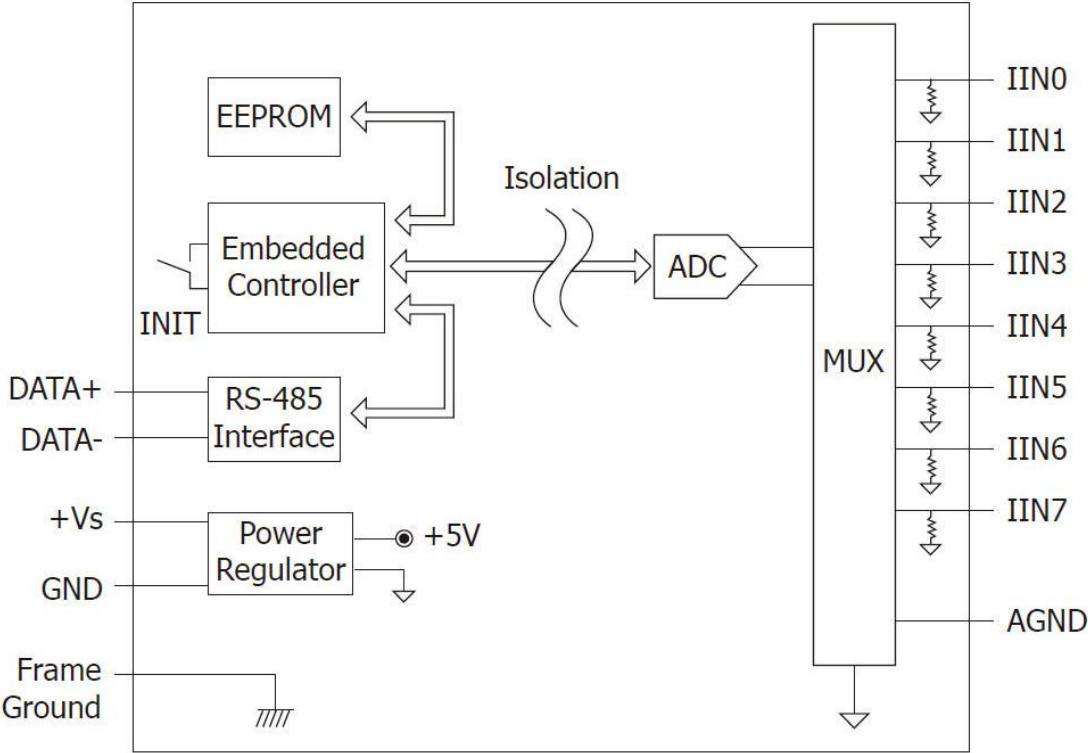 EEPROM
Isolation
Embedded
Controller
INIT
ADC
MUX
DATA+
DATA-
RS-485
Interface
+Vs
GND
Power
Regulator
+5V
Frame
Ground
IIN0
IIN1
IIN2
IIN3
IIN4
IIN5
IIN6
IIN7
AGND